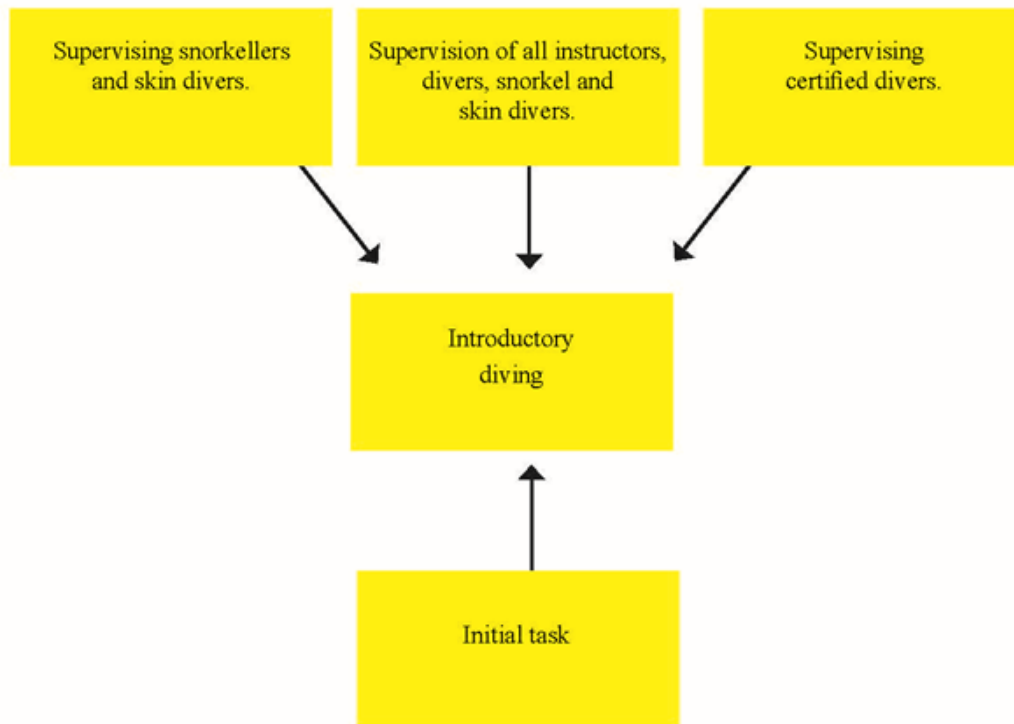 Supervising snorkellers
and skin divers.
Supervision of all instructors,
divers, snorkel and
skin divers.
Supervising
certified divers.
Introductory
diving
Initial task